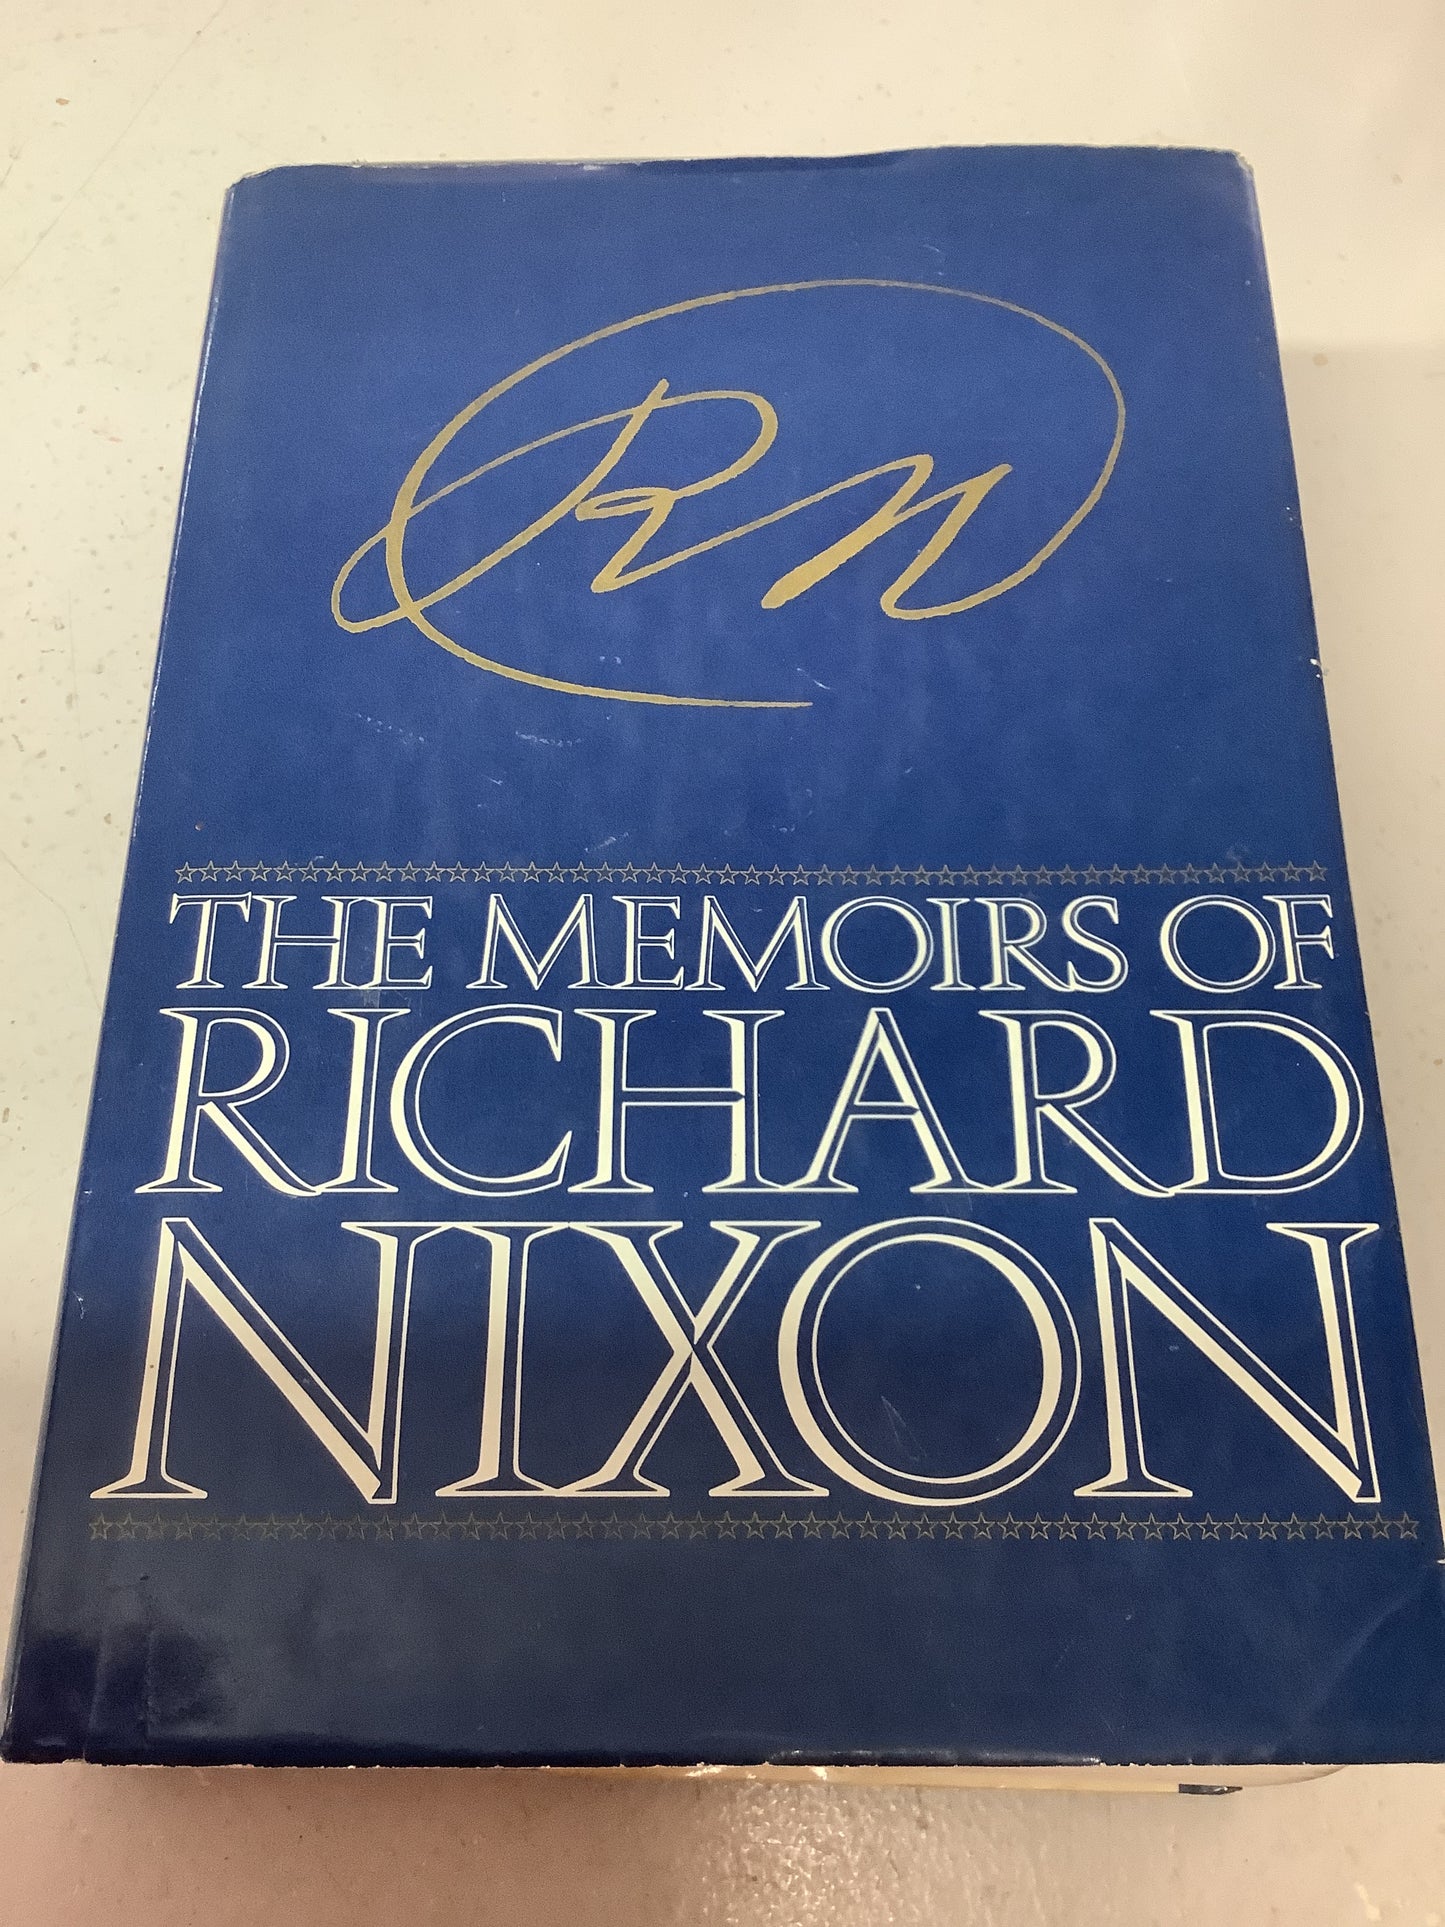 RN
THE MEMOIRS OF
RICHARD
NIXON